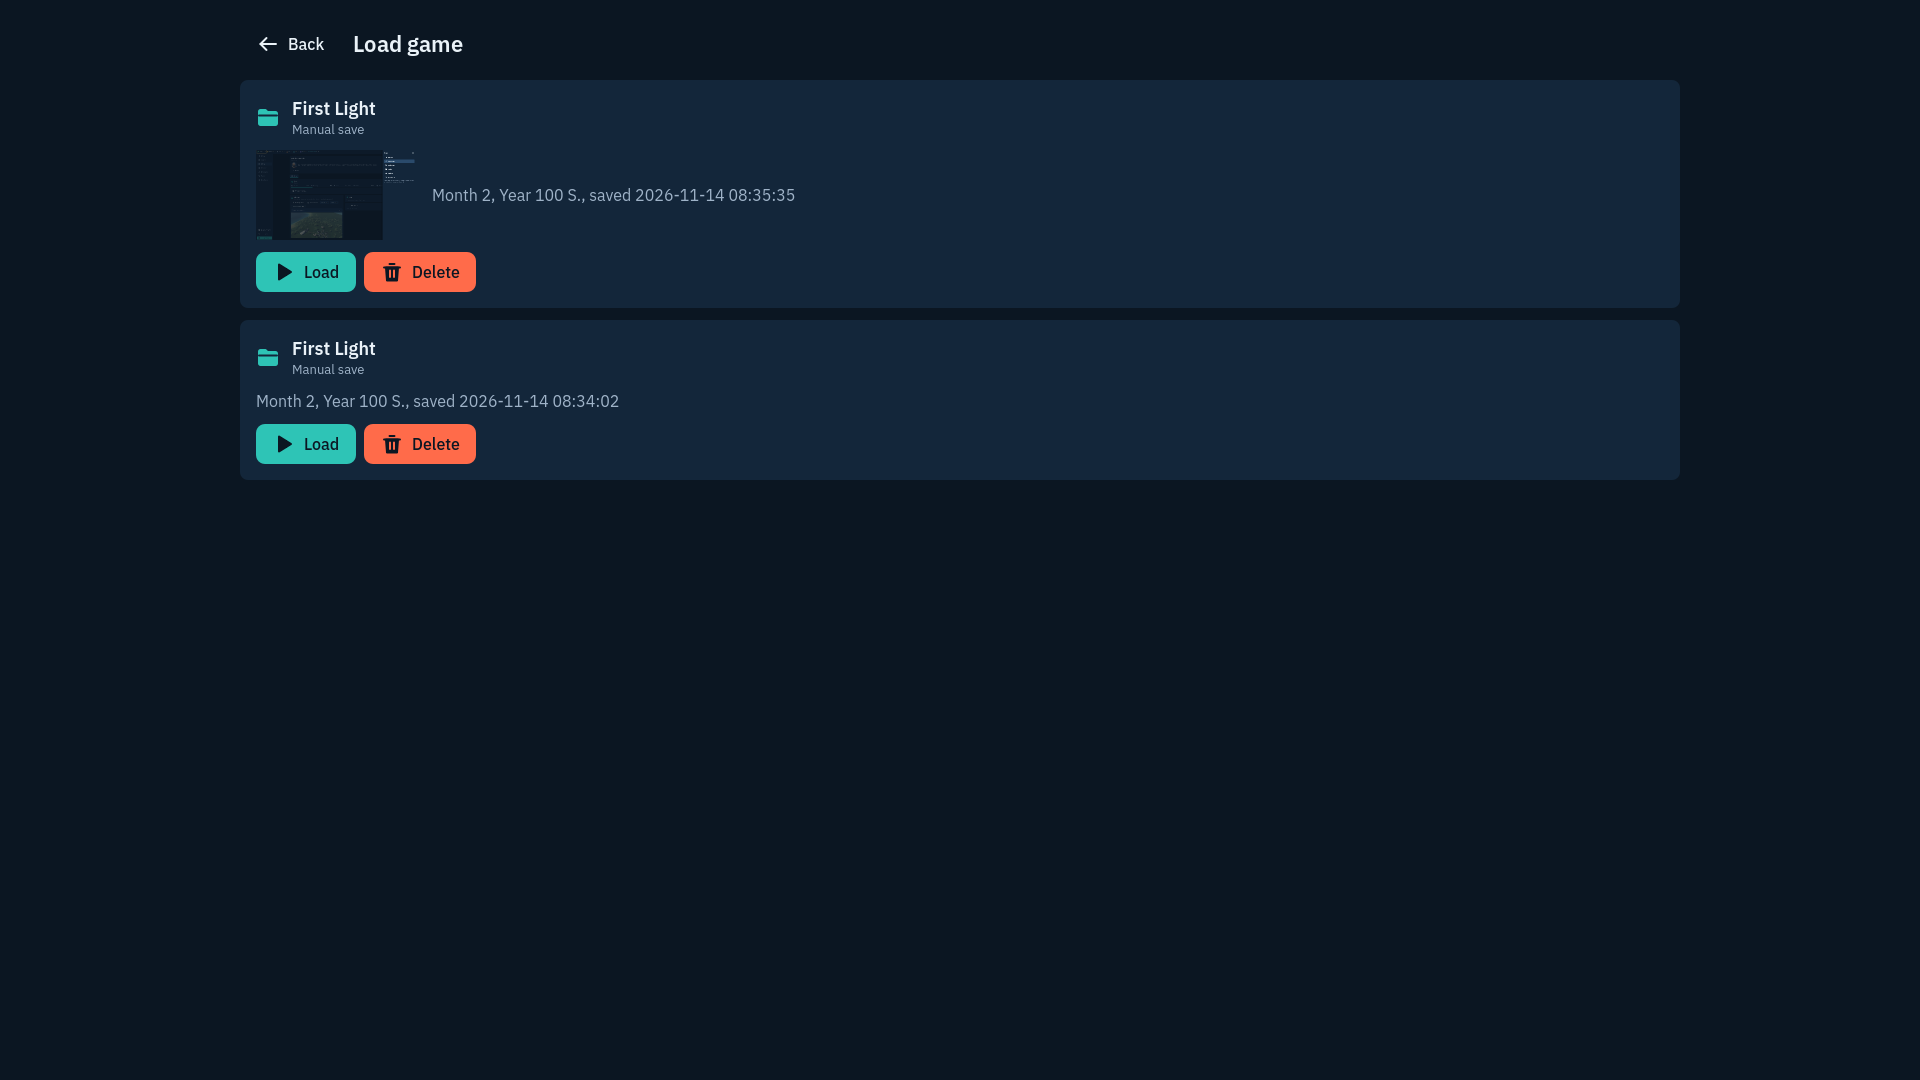 Back
Load game
First Light
Manual save
Month 2, Year 100 S., saved 2026-11-14 08:35:35
Load
Delete
First Light
Manual save
Month 2, Year 100 S., saved 2026-11-14 08:34:02
Load
Delete